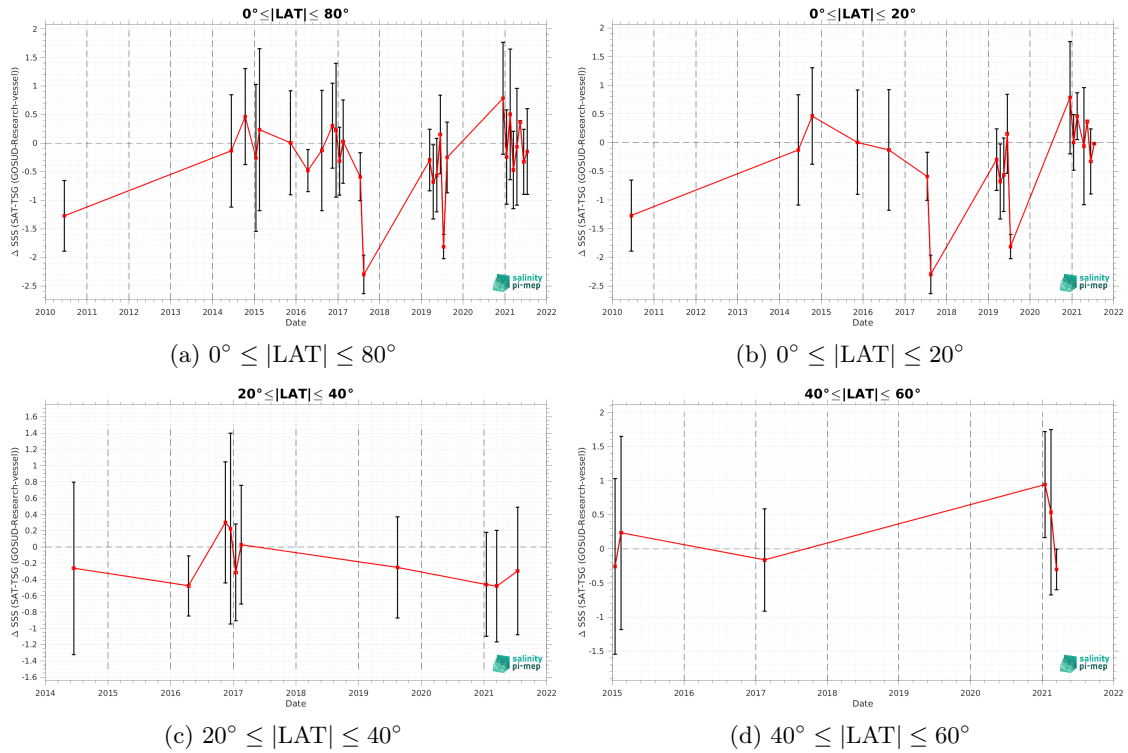 0°≤|LAT|≤ 80°
Δ SSS (SAT-TSG (GOSUD-Research-vessel))
2
1.5
1
0.5
0
-0.5
-1
-1.5
-2
-2.5
2010 2011 2012 2013 2014 2015 2016 2017 2018 2019 2020 2021 2022
Date
salinity
pi-mep
(a) 0° ≤ |LAT| ≤ 80°
0°≤|LAT|≤ 20°
Δ SSS (SAT-TSG (GOSUD-Research-vessel))
2
1.5
1
0.5
0
-0.5
-1
-1.5
-2
-2.5
2010 2011 2012 2013 2014 2015 2016 2017 2018 2019 2020 2021 2022
Date
salinity
pi-mep
(b) 0° ≤ |LAT| ≤ 20°
20°≤|LAT|≤ 40°
Δ SSS (SAT-TSG (GOSUD-Research-vessel))
1.6
1.4
1.2
1
0.8
0.6
0.4
0.2
0
-0.2
-0.4
-0.6
-0.8
-1
-1.2
-1.4
-1.6
2014 2015 2016 2017 2018 2019 2020 2021 2022
Date
salinity
pi-mep
(c) 20° ≤ |LAT| ≤ 40°
40°≤|LAT|≤ 60°
Δ SSS (SAT-TSG (GOSUD-Research-vessel))
2
1.5
1
0.5
0
-0.5
-1
-1.5
2015 2016 2017 2018 2019 2020 2021 2022
Date
salinity
pi-mep
(d) 40° ≤ |LAT| ≤ 60°